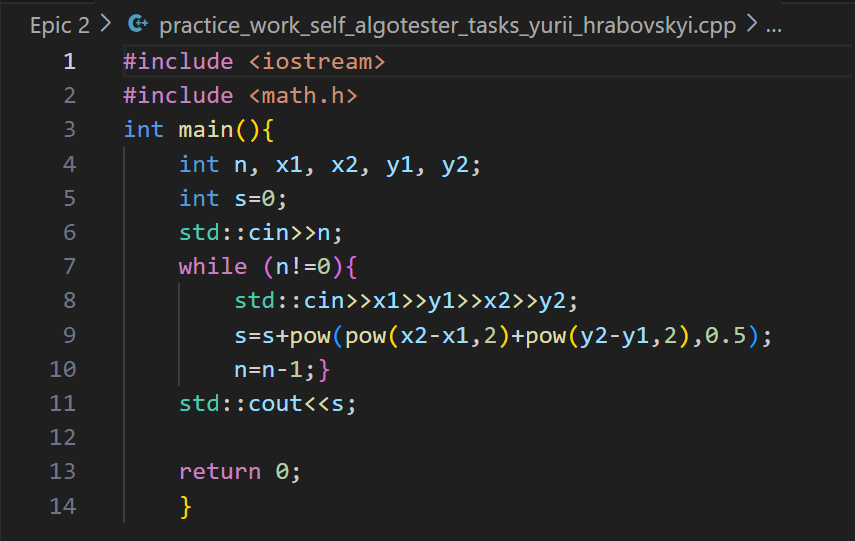 Epic 2 > practice_work_self_algotester_tasks_yurii_hrabovskyi.cpp > ...
1 #include <iostream>
2 #include <math.h>
3 int main(){
4     int n, x1, x2, y1, y2;
5     int s=0;
6     std::cin>>n;
7     while (n!=0){
8         std::cin>>x1>>y1>>x2>>y2;
9         s=s+pow(pow(x2-x1,2)+pow(y2-y1,2),0.5);
10         n=n-1;}
11     std::cout<<s;
12
13     return 0;
14     }